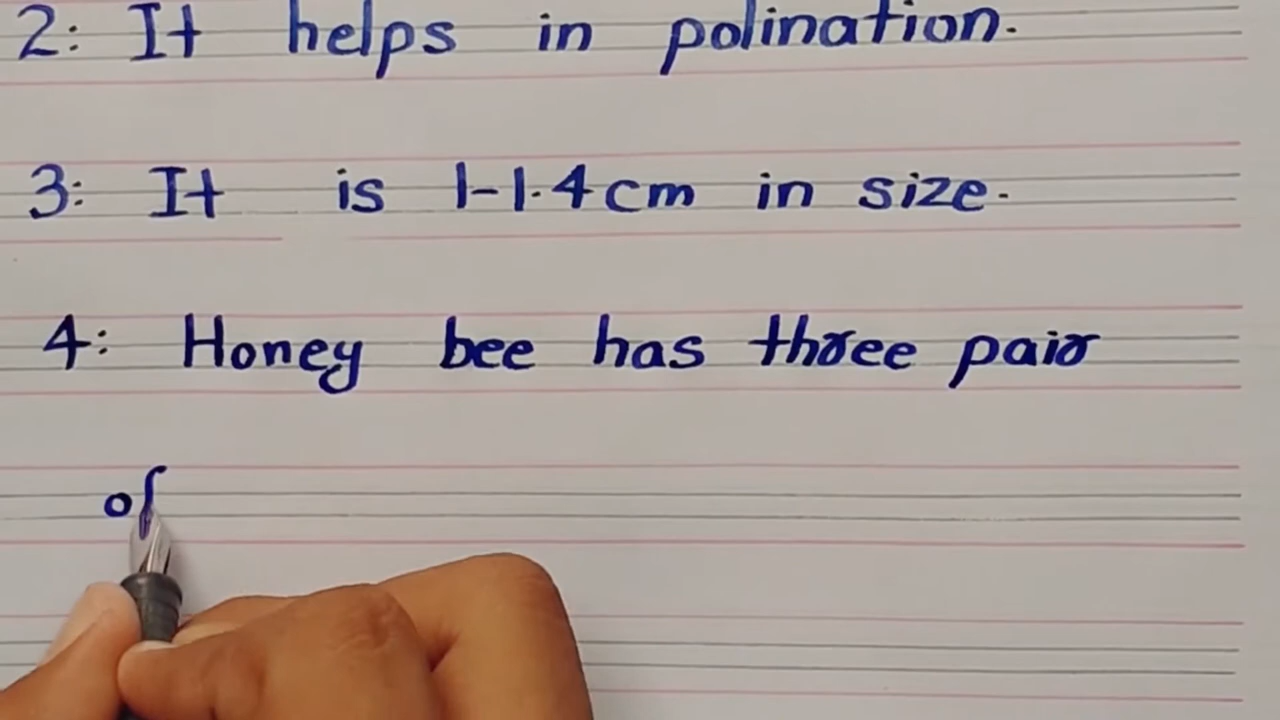 2: It helps in polination.
3: It is 1-1.4cm in size.
4: Honey bee has three pair
of